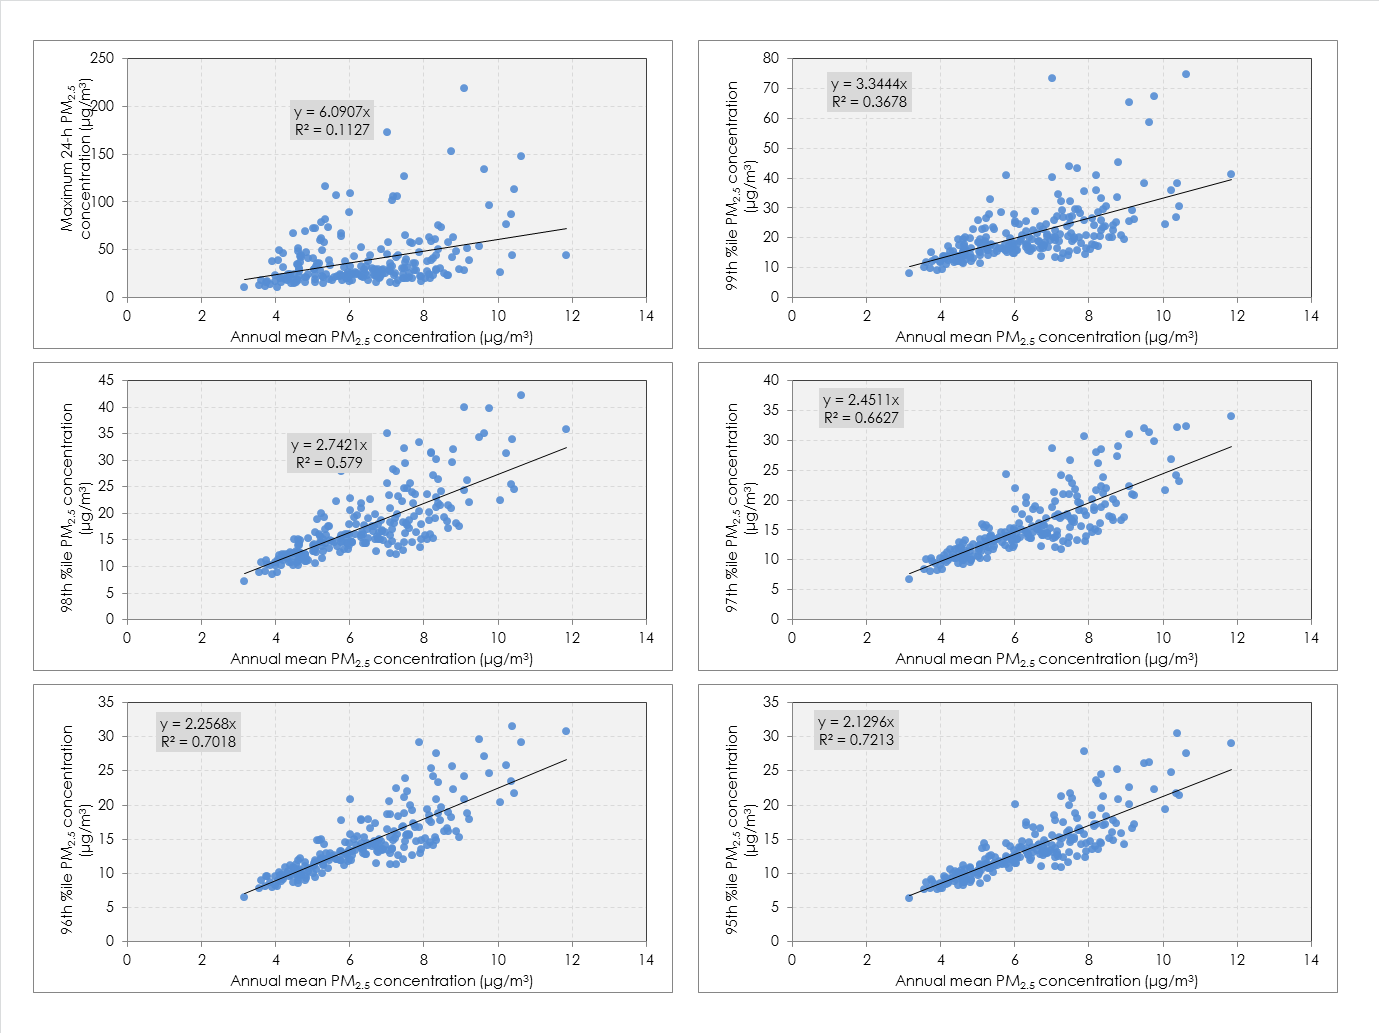 250
200
150
100
50
0
0 2 4 6 8 10 12 14
Maximum 24-h PM2.5
concentration (µg/m³)
y = 6.0907x
R² = 0.1127
Annual mean PM2.5 concentration (µg/m³)
80
70
60
50
40
30
20
10
0
0 2 4 6 8 10 12 14
99th %ile PM2.5 concentration
(µg/m³)
y = 3.3444x
R² = 0.3678
Annual mean PM2.5 concentration (µg/m³)
45
40
35
30
25
20
15
10
5
0
0 2 4 6 8 10 12 14
98th %ile PM2.5 concentration
(µg/m³)
y = 2.7421x
R² = 0.579
Annual mean PM2.5 concentration (µg/m³)
40
35
30
25
20
15
10
5
0
0 2 4 6 8 10 12 14
97th %ile PM2.5 concentration
(µg/m³)
y = 2.4511x
R² = 0.6627
Annual mean PM2.5 concentration (µg/m³)
35
30
25
20
15
10
5
0
0 2 4 6 8 10 12 14
96th %ile PM2.5 concentration
(µg/m³)
y = 2.2568x
R² = 0.7018
Annual mean PM2.5 concentration (µg/m³)
35
30
25
20
15
10
5
0
0 2 4 6 8 10 12 14
95th %ile PM2.5 concentration
(µg/m³)
y = 2.1296x
R² = 0.7213
Annual mean PM2.5 concentration (µg/m³)